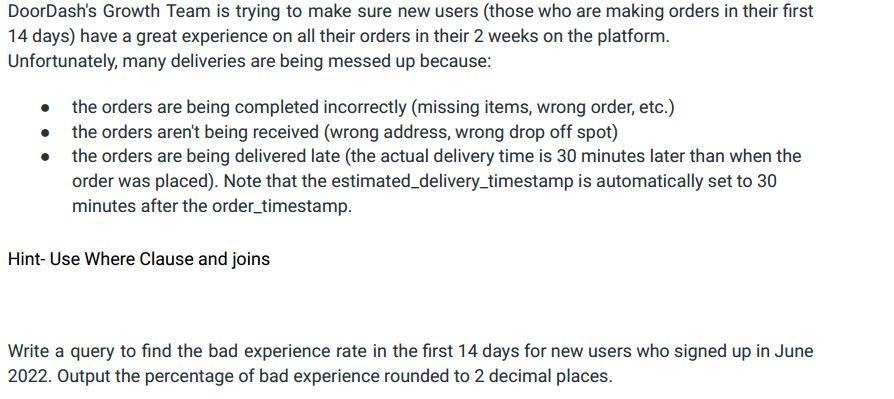 DoorDash's Growth Team is trying to make sure new users (those who are making orders in their first
14 days) have a great experience on all their orders in their 2 weeks on the platform.
Unfortunately, many deliveries are being messed up because:
● the orders are being completed incorrectly (missing items, wrong order, etc.)
● the orders aren't being received (wrong address, wrong drop off spot)
● the orders are being delivered late (the actual delivery time is 30 minutes later than when the
order was placed). Note that the estimated_delivery_timestamp is automatically set to 30
minutes after the order_timestamp.
Hint- Use Where Clause and joins
Write a query to find the bad experience rate in the first 14 days for new users who signed up in June
2022. Output the percentage of bad experience rounded to 2 decimal places.